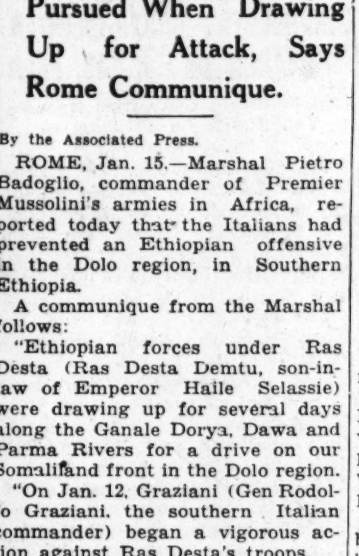 Pursued When Drawing
Up for Attack, Says
Rome Communique.
By the Associated Press.
ROME, Jan. 15.—Marshal Pietro
Badoglio, commander of Premier
Mussolini's armies in Africa, re-
ported today that the Italians had
prevented an Ethiopian offensive
in the Dolo region, in Southern
Ethiopia.
A communique from the Marshal
follows:
"Ethiopian forces under Ras
Desta (Ras Desta Demtu, son-in-
law of Emperor Haile Selassie)
were drawing up for several days
along the Ganale Dorya, Dawa and
Parma Rivers for a drive on our
Somaliland front in the Dolo region.
"On Jan. 12, Graziani (Gen Rodol-
fo Graziani, the southern Italian
commander) began a vigorous ac-
tion against Ras Desta's troops